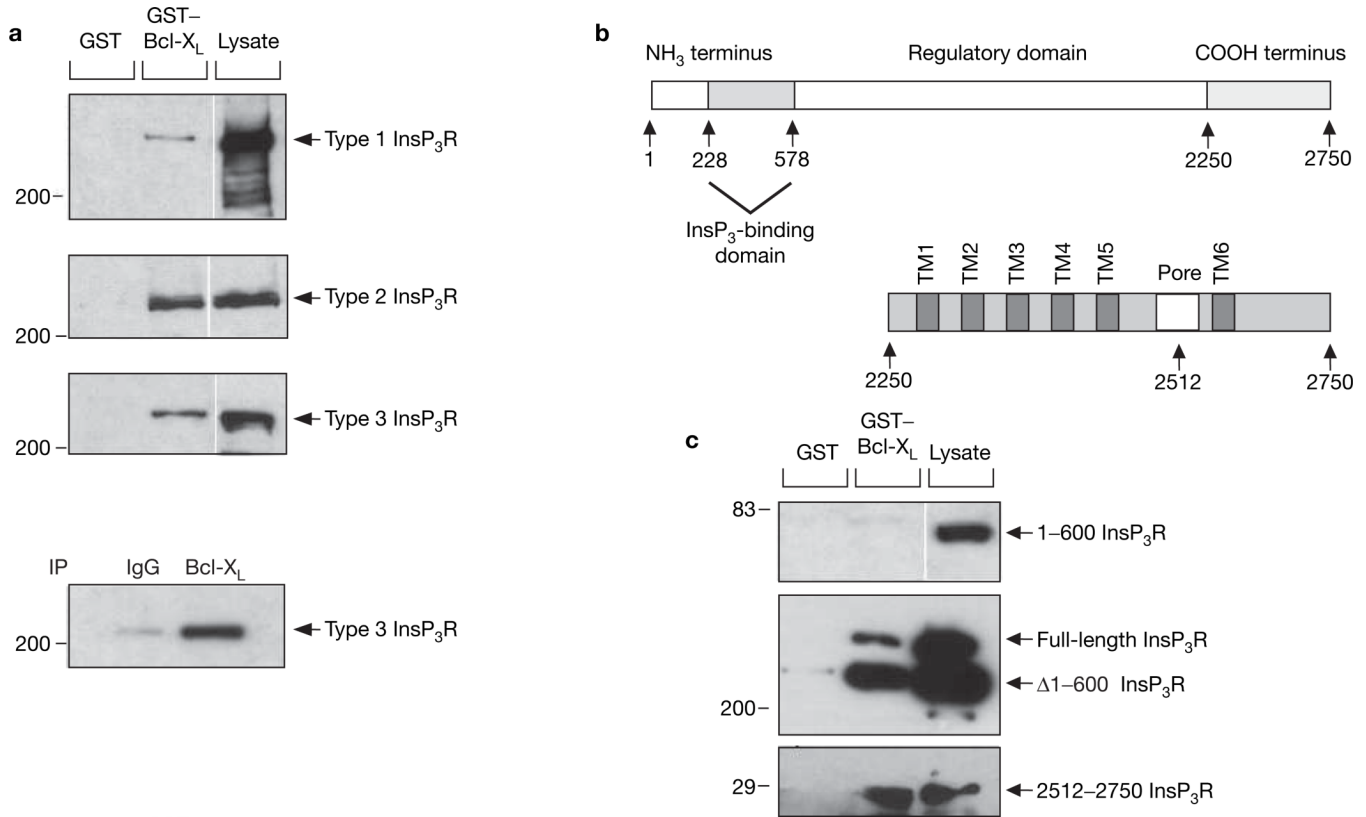 a
GST
GST–
Bcl-XL
Lysate
Type 1 InsP3R
200
Type 2 InsP3R
200
Type 3 InsP3R
200
IP
IgG
Bcl-XL
Type 3 InsP3R
200
b
NH3 terminus
Regulatory domain
COOH terminus
1
228
578
2250
2750
InsP3-binding
domain
TM1
TM2
TM3
TM4
TM5
Pore
TM6
2250
2512
2750
c
GST
GST–
Bcl-XL
Lysate
83
1–600 InsP3R
Full-length InsP3R
Δ1–600 InsP3R
200
29
2512–2750 InsP3R